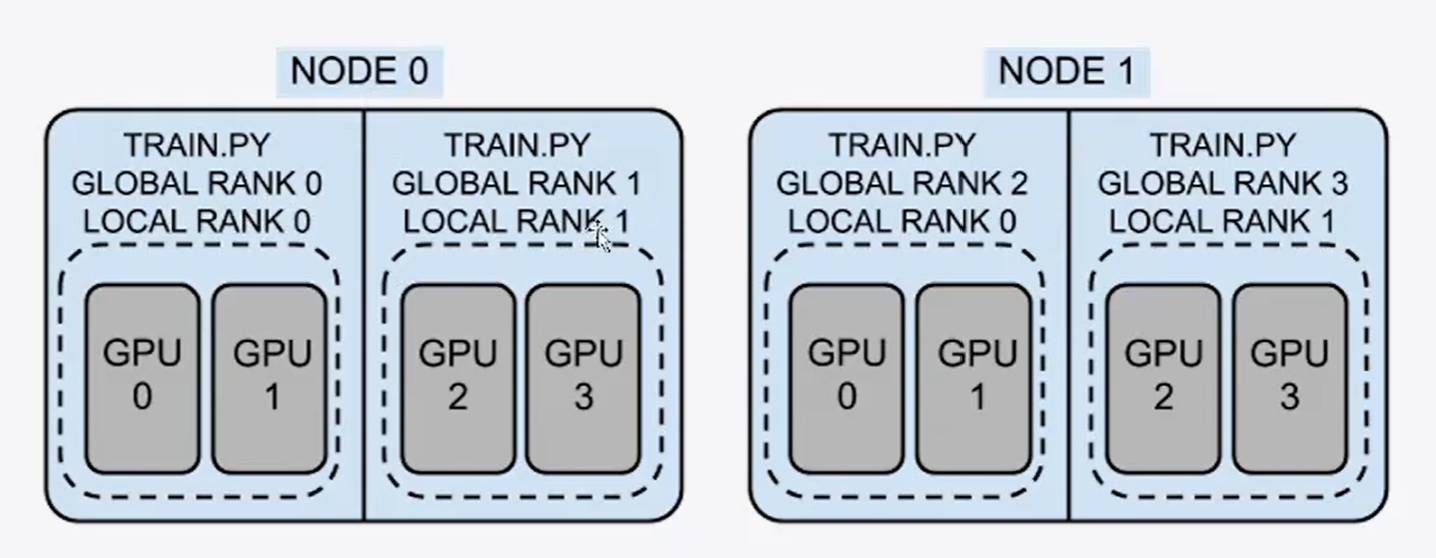 NODE 0
TRAIN.PY
GLOBAL RANK 0
LOCAL RANK 0
GPU
0
GPU
1
TRAIN.PY
GLOBAL RANK 1
LOCAL RANK 1
GPU
2
GPU
3
NODE 1
TRAIN.PY
GLOBAL RANK 2
LOCAL RANK 0
GPU
0
GPU
1
TRAIN.PY
GLOBAL RANK 3
LOCAL RANK 1
GPU
2
GPU
3